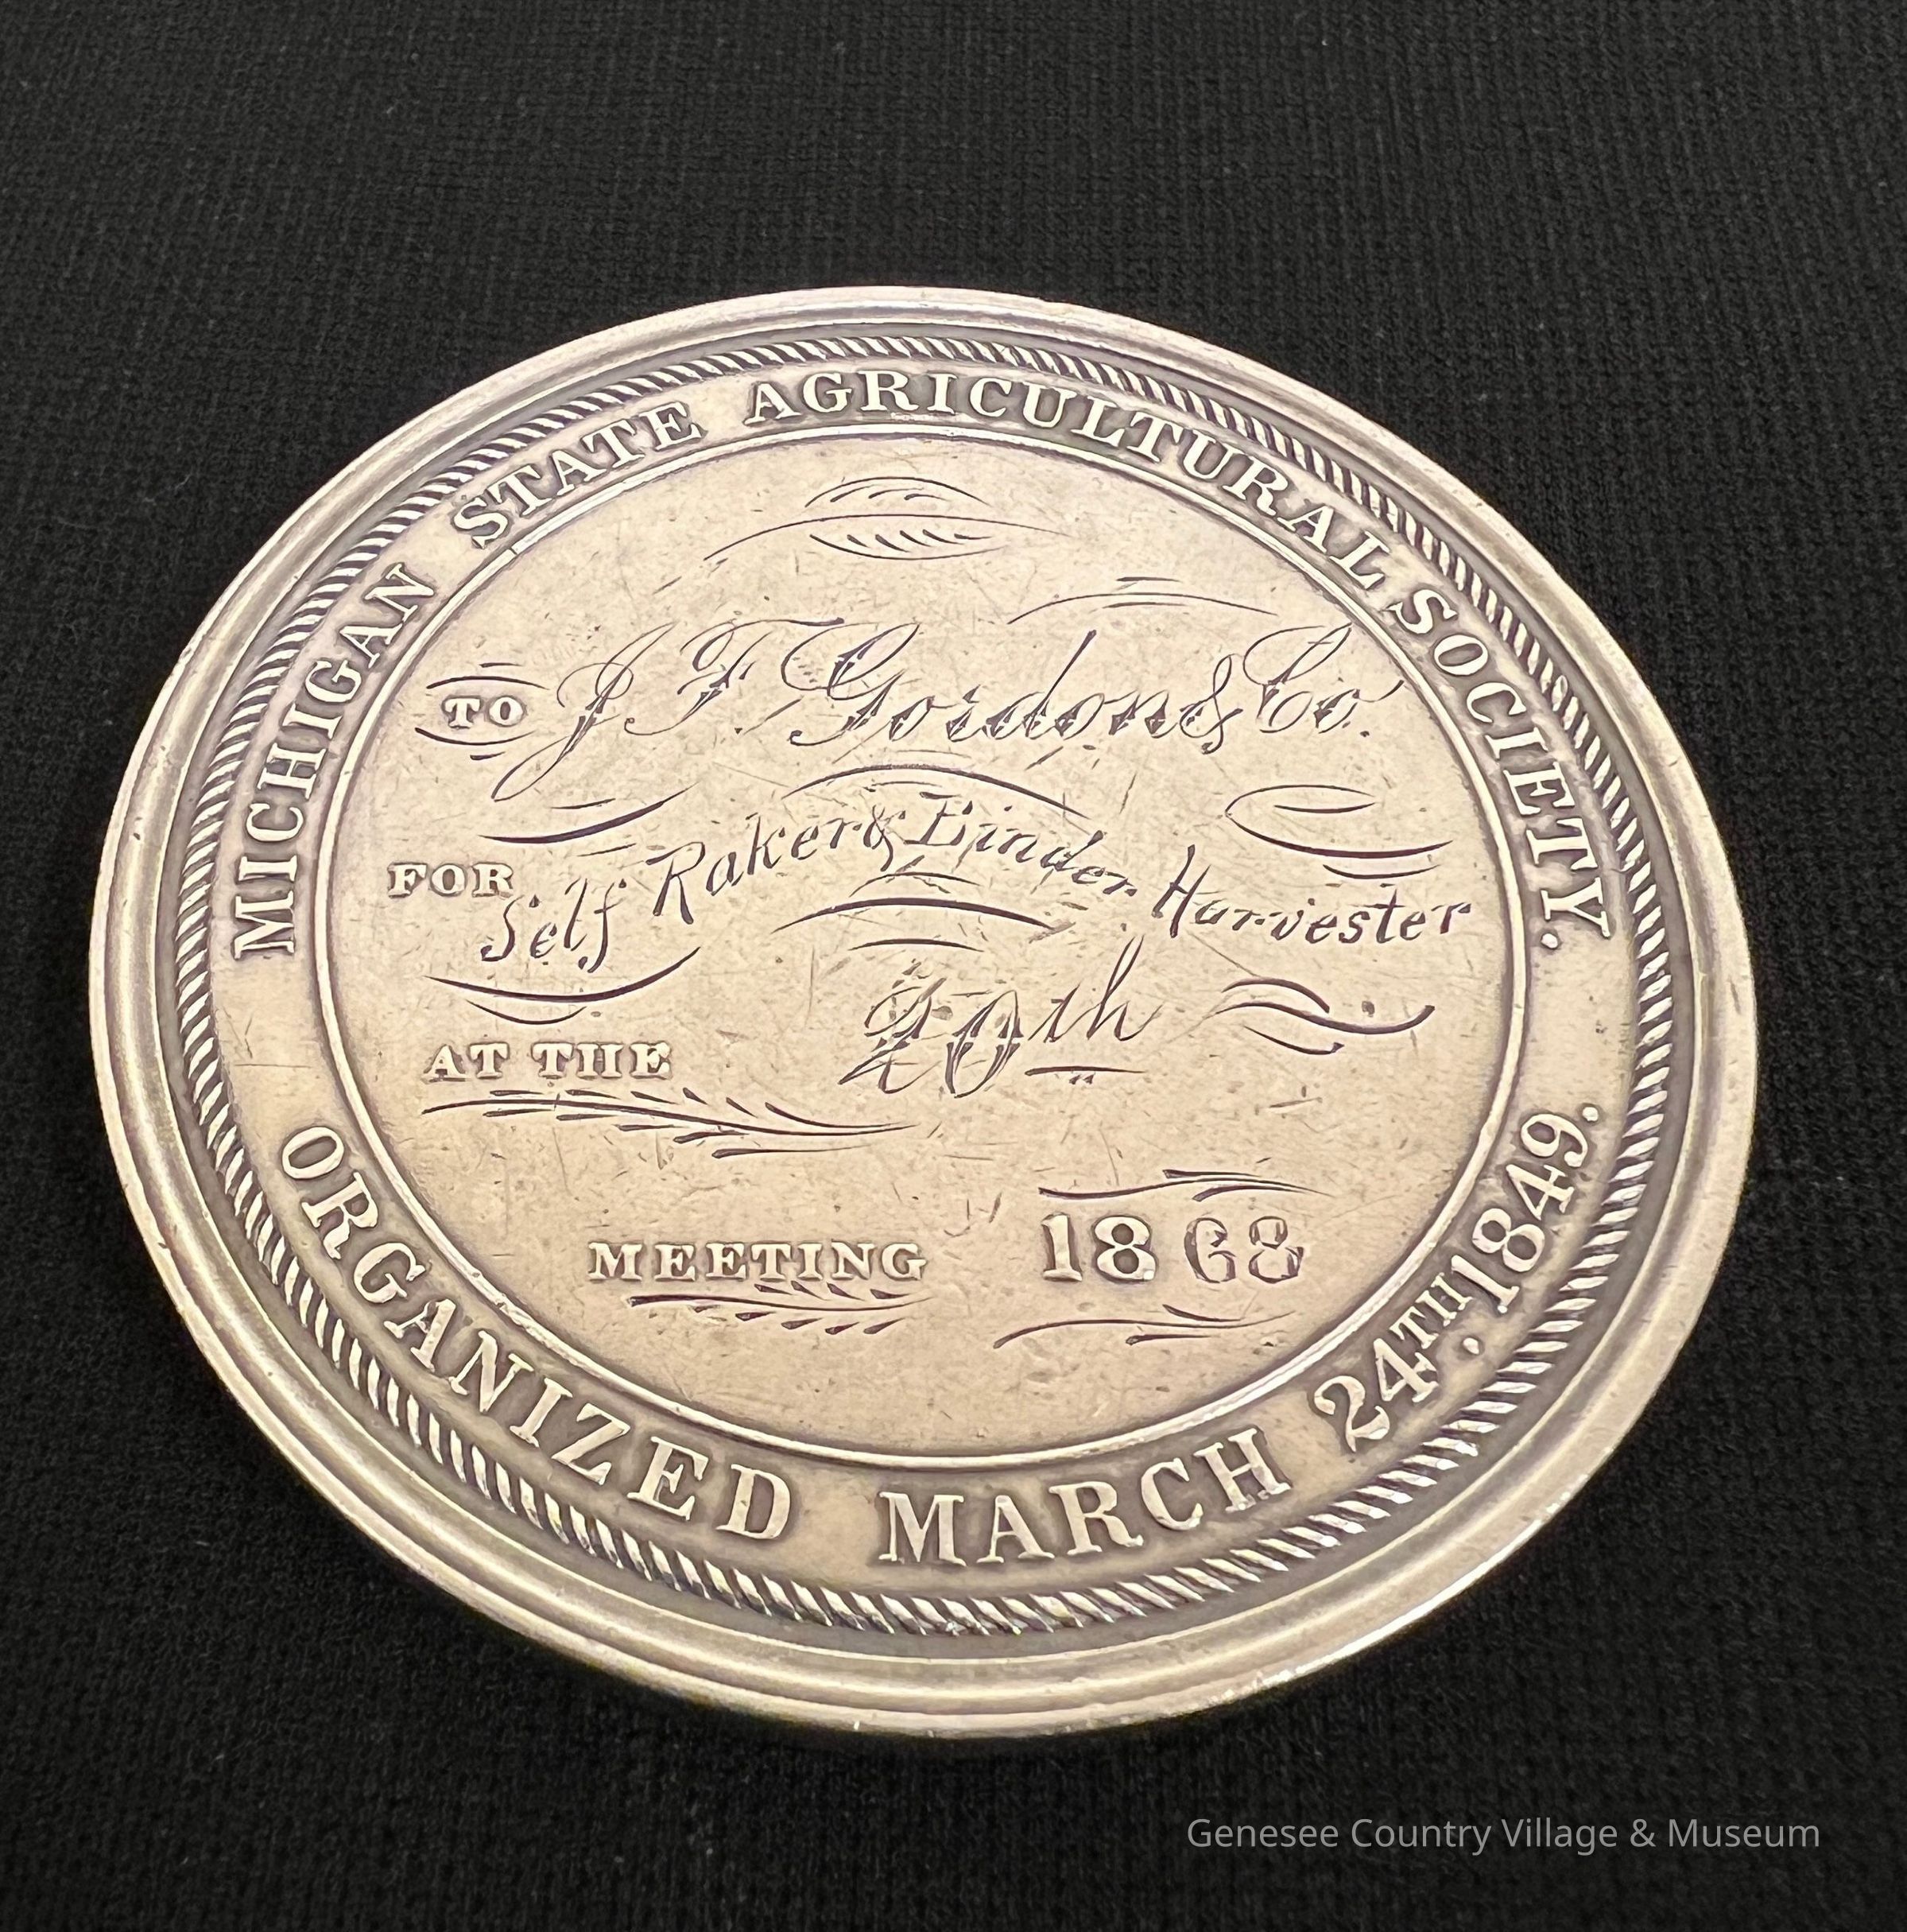 MICHIGAN STATE AGRICULTURAL SOCIETY.
TO J. F. Gordon & Co.
FOR Self Raker & Binder Harvester
AT THE 20th
MEETING 1868
ORGANIZED MARCH 24TH. 1849.
Genesee Country Village & Museum